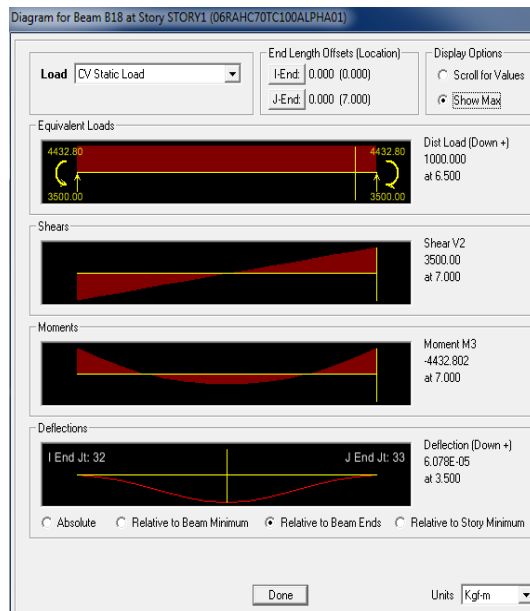 Diagram for Beam B18 at Story STORY1 (06RAHC70TC100ALPHA01)
Load CV Static Load
End Length Offsets (Location)
I-End: 0.000 (0.000)
J-End: 0.000 (7.000)
Display Options
Scroll for Values
Show Max
Equivalent Loads
4432.80 4432.80
3500.00 3500.00
Dist Load (Down +)
1000.000
at 6.500
Shears
Shear V2
3500.00
at 7.000
Moments
Moment M3
-4432.802
at 7.000
Deflections
I End Jt: 32 J End Jt: 33
Deflection (Down +)
6.078E-05
at 3.500
Absolute Relative to Beam Minimum Relative to Beam Ends Relative to Story Minimum
Done Units Kgf-m